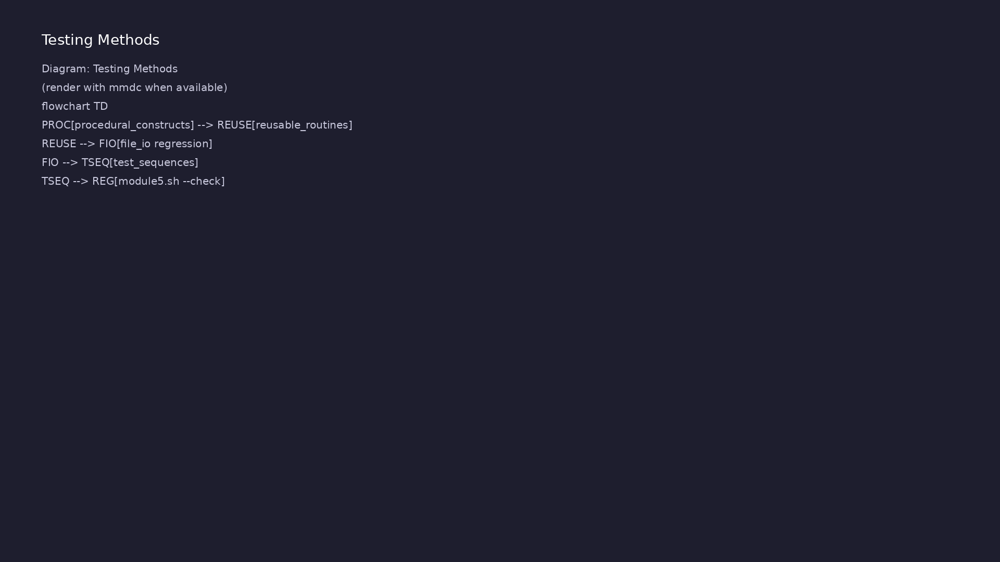 Testing Methods
Diagram: Testing Methods
(render with mmdc when available)
flowchart TD
PROC[procedural_constructs] --> REUSE[reusable_routines]
REUSE --> FIO[file_io regression]
FIO --> TSEQ[test_sequences]
TSEQ --> REG[module5.sh --check]